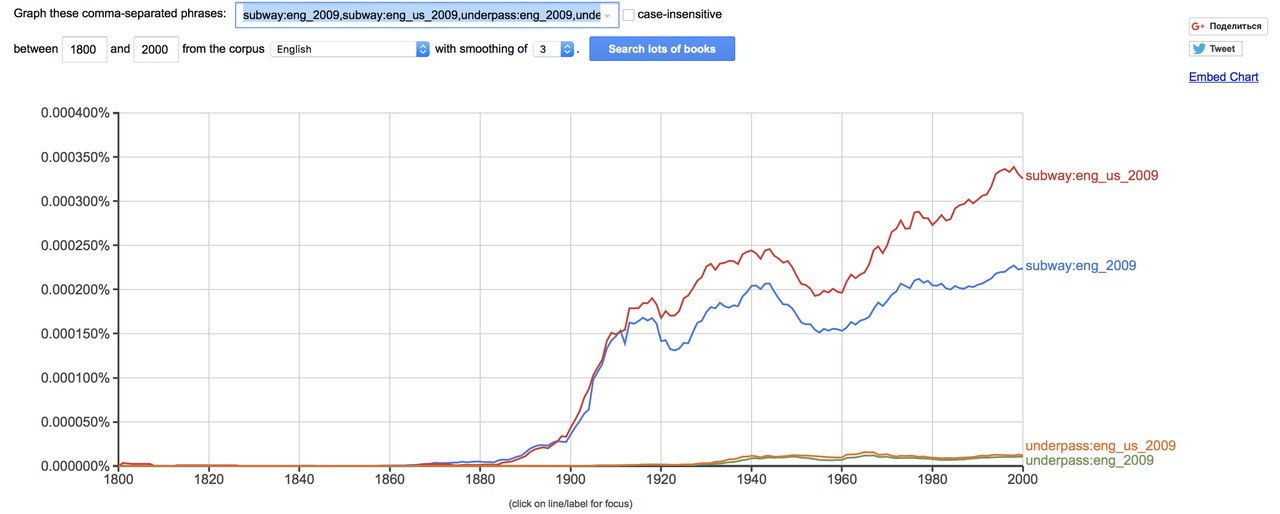 Graph these comma-separated phrases: subway:eng_2009,subway:eng_us_2009,underpass:eng_2009,unde case-insensitive
between 1800 and 2000 from the corpus English with smoothing of 3 . Search lots of books
G+ Поделиться
Tweet
Embed Chart
0.000400%
0.000350%
0.000300%
0.000250%
0.000200%
0.000150%
0.000100%
0.000050%
0.000000%
subway:eng_us_2009
subway:eng_2009
underpass:eng_us_2009
underpass:eng_2009
1800 1820 1840 1860 1880 1900 1920 1940 1960 1980 2000
(click on line/label for focus)